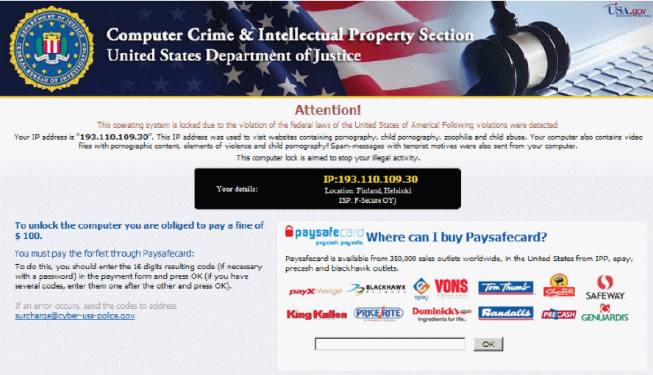 USA.gov
DEPARTMENT OF JUSTICE
FEDERAL BUREAU OF INVESTIGATION
Computer Crime & Intellectual Property Section
United States Department of Justice
Attention!
This operating system is locked due to the violation of the federal laws of the United States of America! Following violations were detected:
Your IP address is "193.110.109.30". This IP address was used to visit websites containing pornography, child pornography, zoophilia and child abuse. Your computer also contains video
files with pornographic content, elements of violence and child pornography! Spam-messages with terrorist motives were also sent from your computer.
This computer lock is aimed to stop your illegal activity.
Your details:
IP:193.110.109.30
Location: Finland, Helsinki
ISP: F-Secure OYJ
To unlock the computer you are obliged to pay a fine of
$ 100.
You must pay the forfeit through Paysafecard:
To do this, you should enter the 16 digits resulting code (if necessary
with a password) in the payment form and press OK (if you have
several codes, enter them one after the other and press OK).
If an error occurs, send the codes to address
surcharge@cyber-usa-police.gov.
paysafecard
pay cash. pay safe.
Where can I buy Paysafecard?
Paysafecard is available from 350,000 sales outlets worldwide, in the United States from IPP, epay,
precash and blackhawk outlets.
payXchange
BLACKHAWK
NETWORK
epay
VONS
Tom Thumb
ShopRite
SAFEWAY
King Kullen
PRICE RITE
Dominick's
Ingredients for life..
Randalls
PRECASH
GENUARDI'S
OK